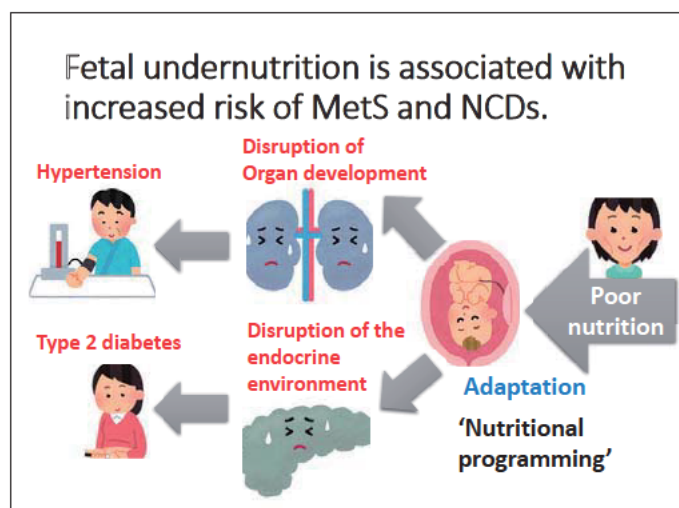 Fetal undernutrition is associated with
increased risk of MetS and NCDs.
Disruption of
Organ development
Hypertension
Poor
nutrition
Type 2 diabetes
Disruption of the
endocrine
environment
Adaptation
‘Nutritional
programming’